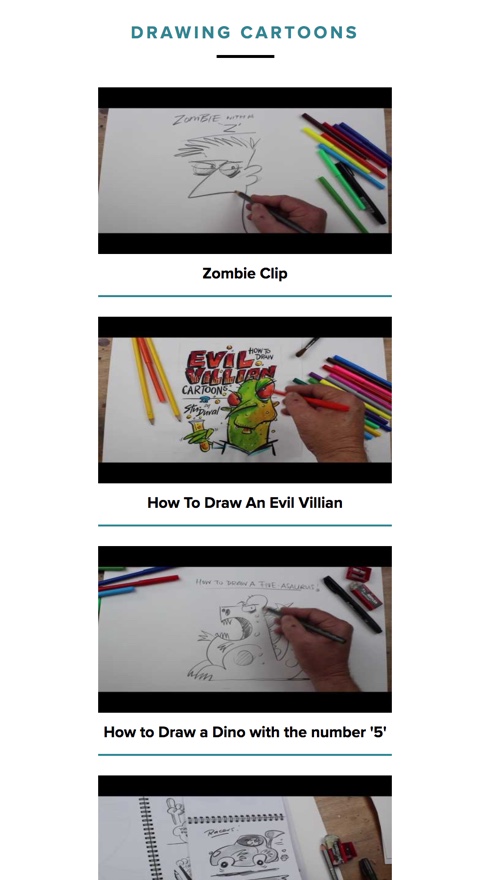 DRAWING CARTOONS
ZOMBIE WITH A
'Z'
Zombie Clip
EVIL
HOW TO
DRAW
VILLIAN
CARTOONS
How To Draw An Evil Villian
HOW TO DRAW A FIVE-ASAURUS
How to Draw a Dino with the number '5'